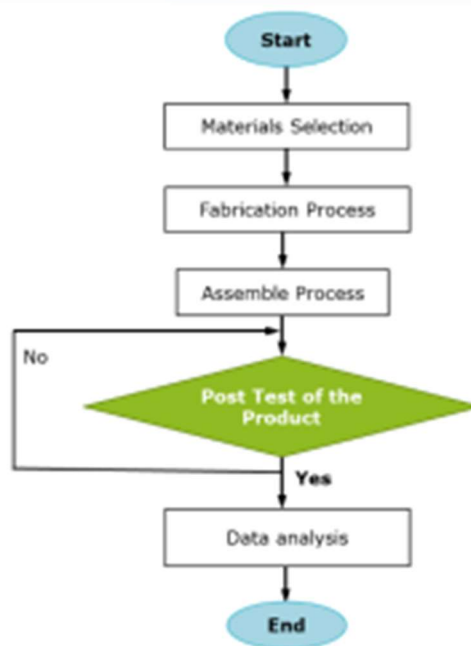 Start
Materials Selection
Fabrication Process
Assemble Process
No
Post Test of the
Product
Yes
Data analysis
End